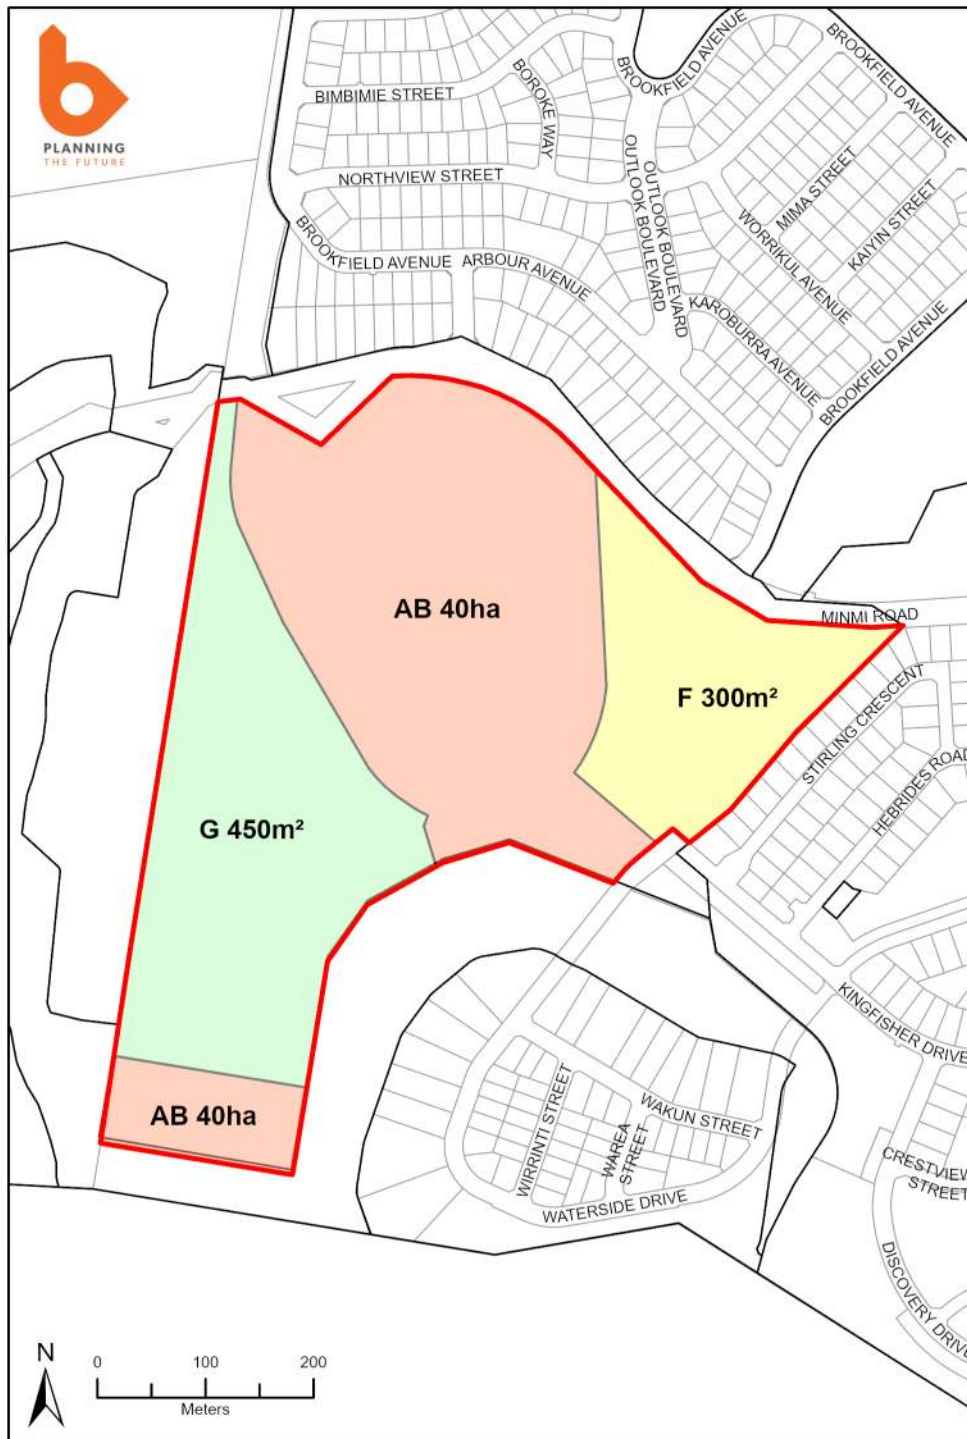 PLANNING
THE FUTURE
BIMBIMIE STREET
BOROKE WAY
BROOKFIELD AVENUE
BROOKFIELD AVENUE
NORTHVIEW STREET
OUTLOOK BOULEVARD
OUTLOOK BOULEVARD
MIMA STREET
KAIYIN STREET
WORRIKUL AVENUE
BROOKFIELD AVENUE
ARBOUR AVENUE
KAROBURRA AVENUE
BROOKFIELD AVENUE
AB 40ha
MINMI ROAD
F 300m²
STIRLING CRESCENT
HEBRIDES ROAD
G 450m²
KINGFISHER DRIVE
AB 40ha
WIRRINTI STREET
WAREA
STREET
WAKUN STREET
WATERSIDE DRIVE
CRESTVIEW
STREET
DISCOVERY DRIVE
N
0 100 200
Meters